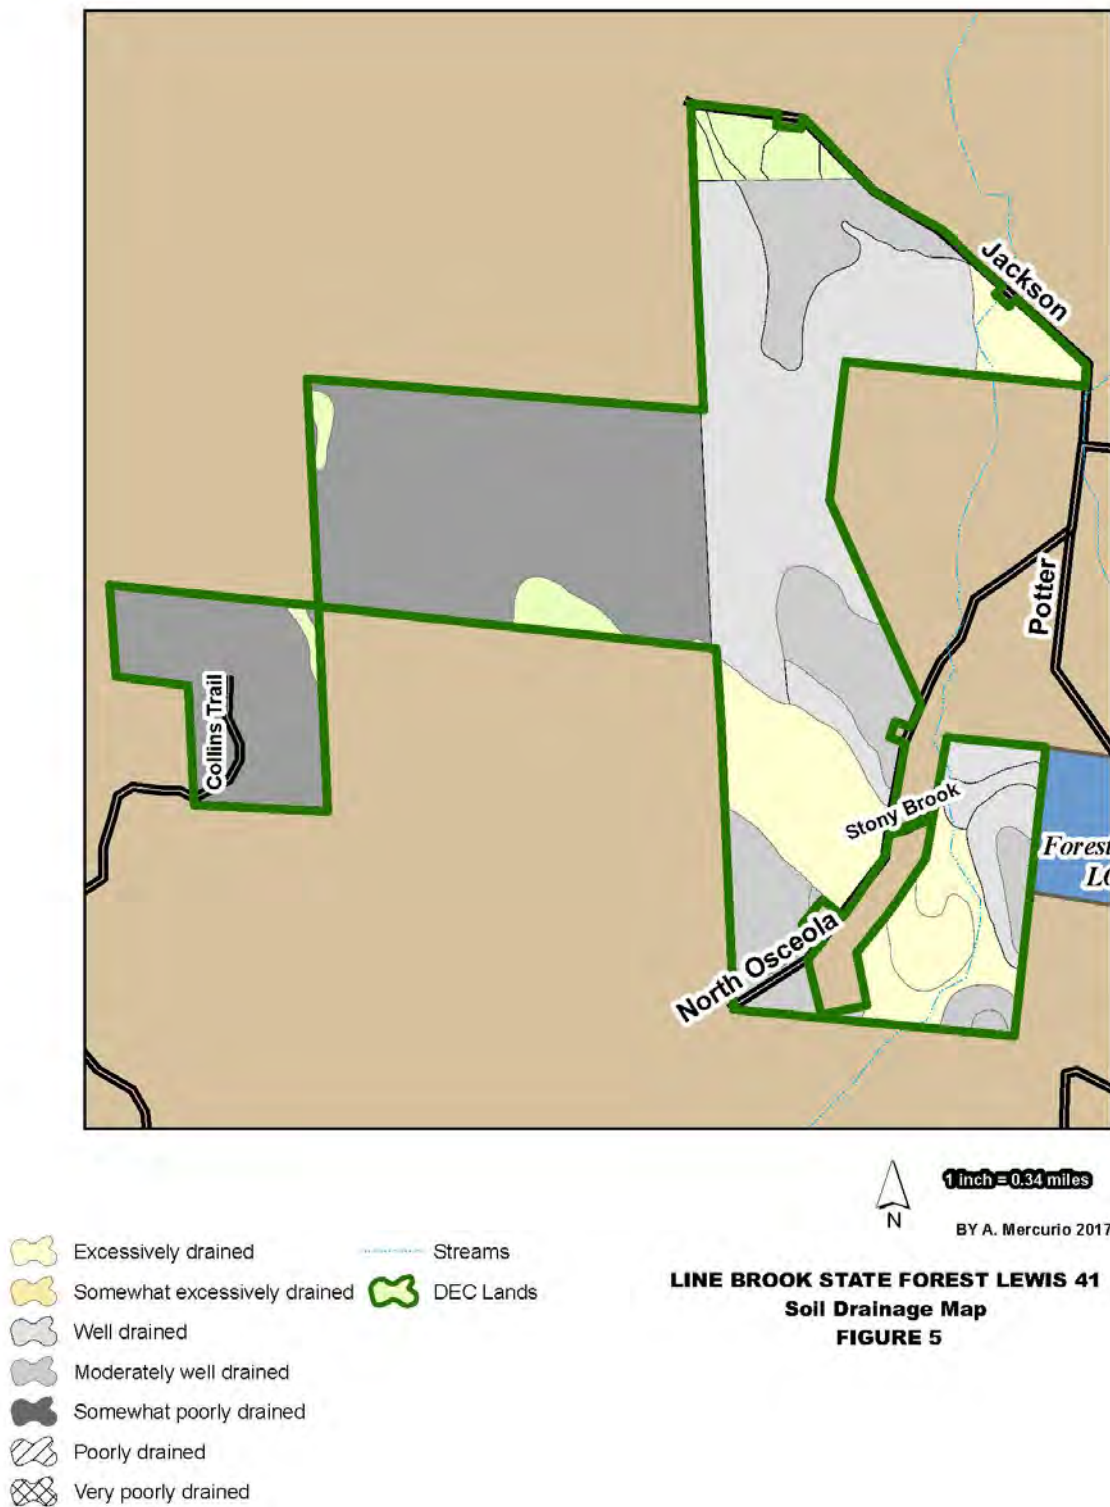 Jackson
Potter
Collins Trail
Stony Brook
Forest
LO
North Osceola
1 inch = 0.34 miles
N
BY A. Mercurio 2017
Excessively drained
Streams
Somewhat excessively drained
DEC Lands
Well drained
Moderately well drained
Somewhat poorly drained
Poorly drained
Very poorly drained
LINE BROOK STATE FOREST LEWIS 41
Soil Drainage Map
FIGURE 5